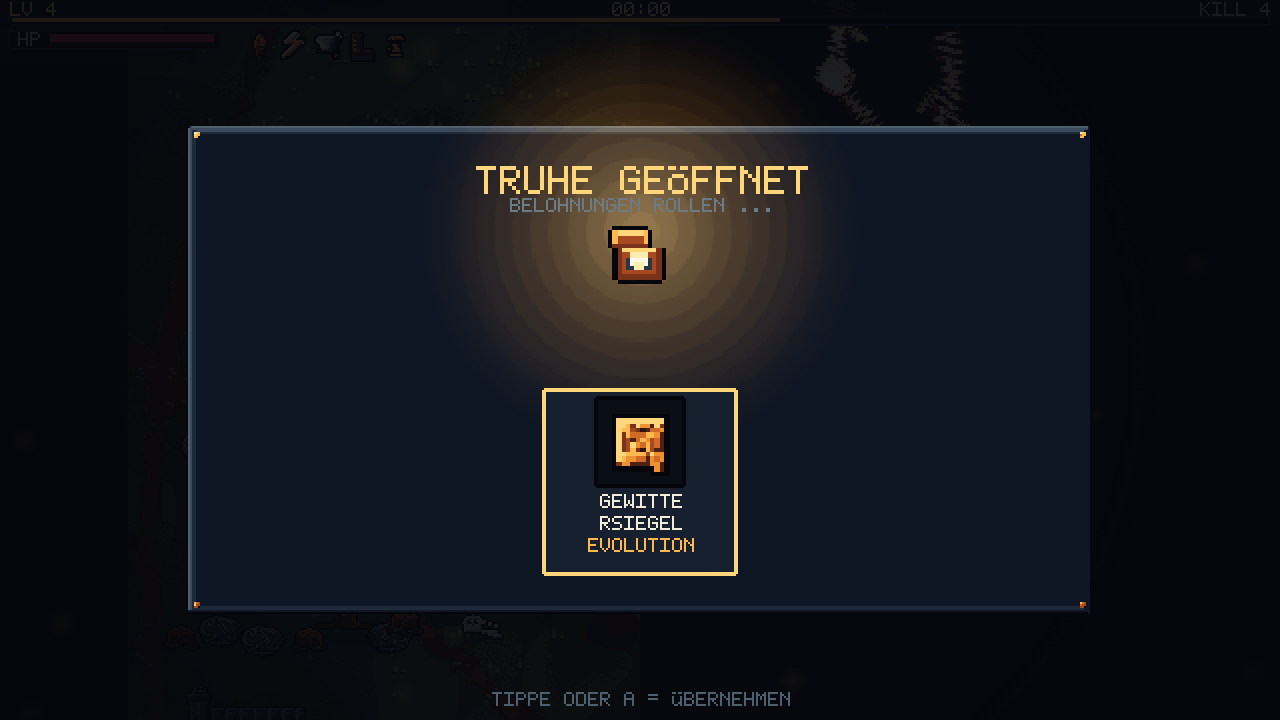 LV 4 00:00 KILL 4
HP
TRUHE GEöFFNET
BELOHNUNGEN ROLLEN ...
GEWITTE
RSIEGEL
EVOLUTION
TIPPE ODER A = üBERNEHMEN